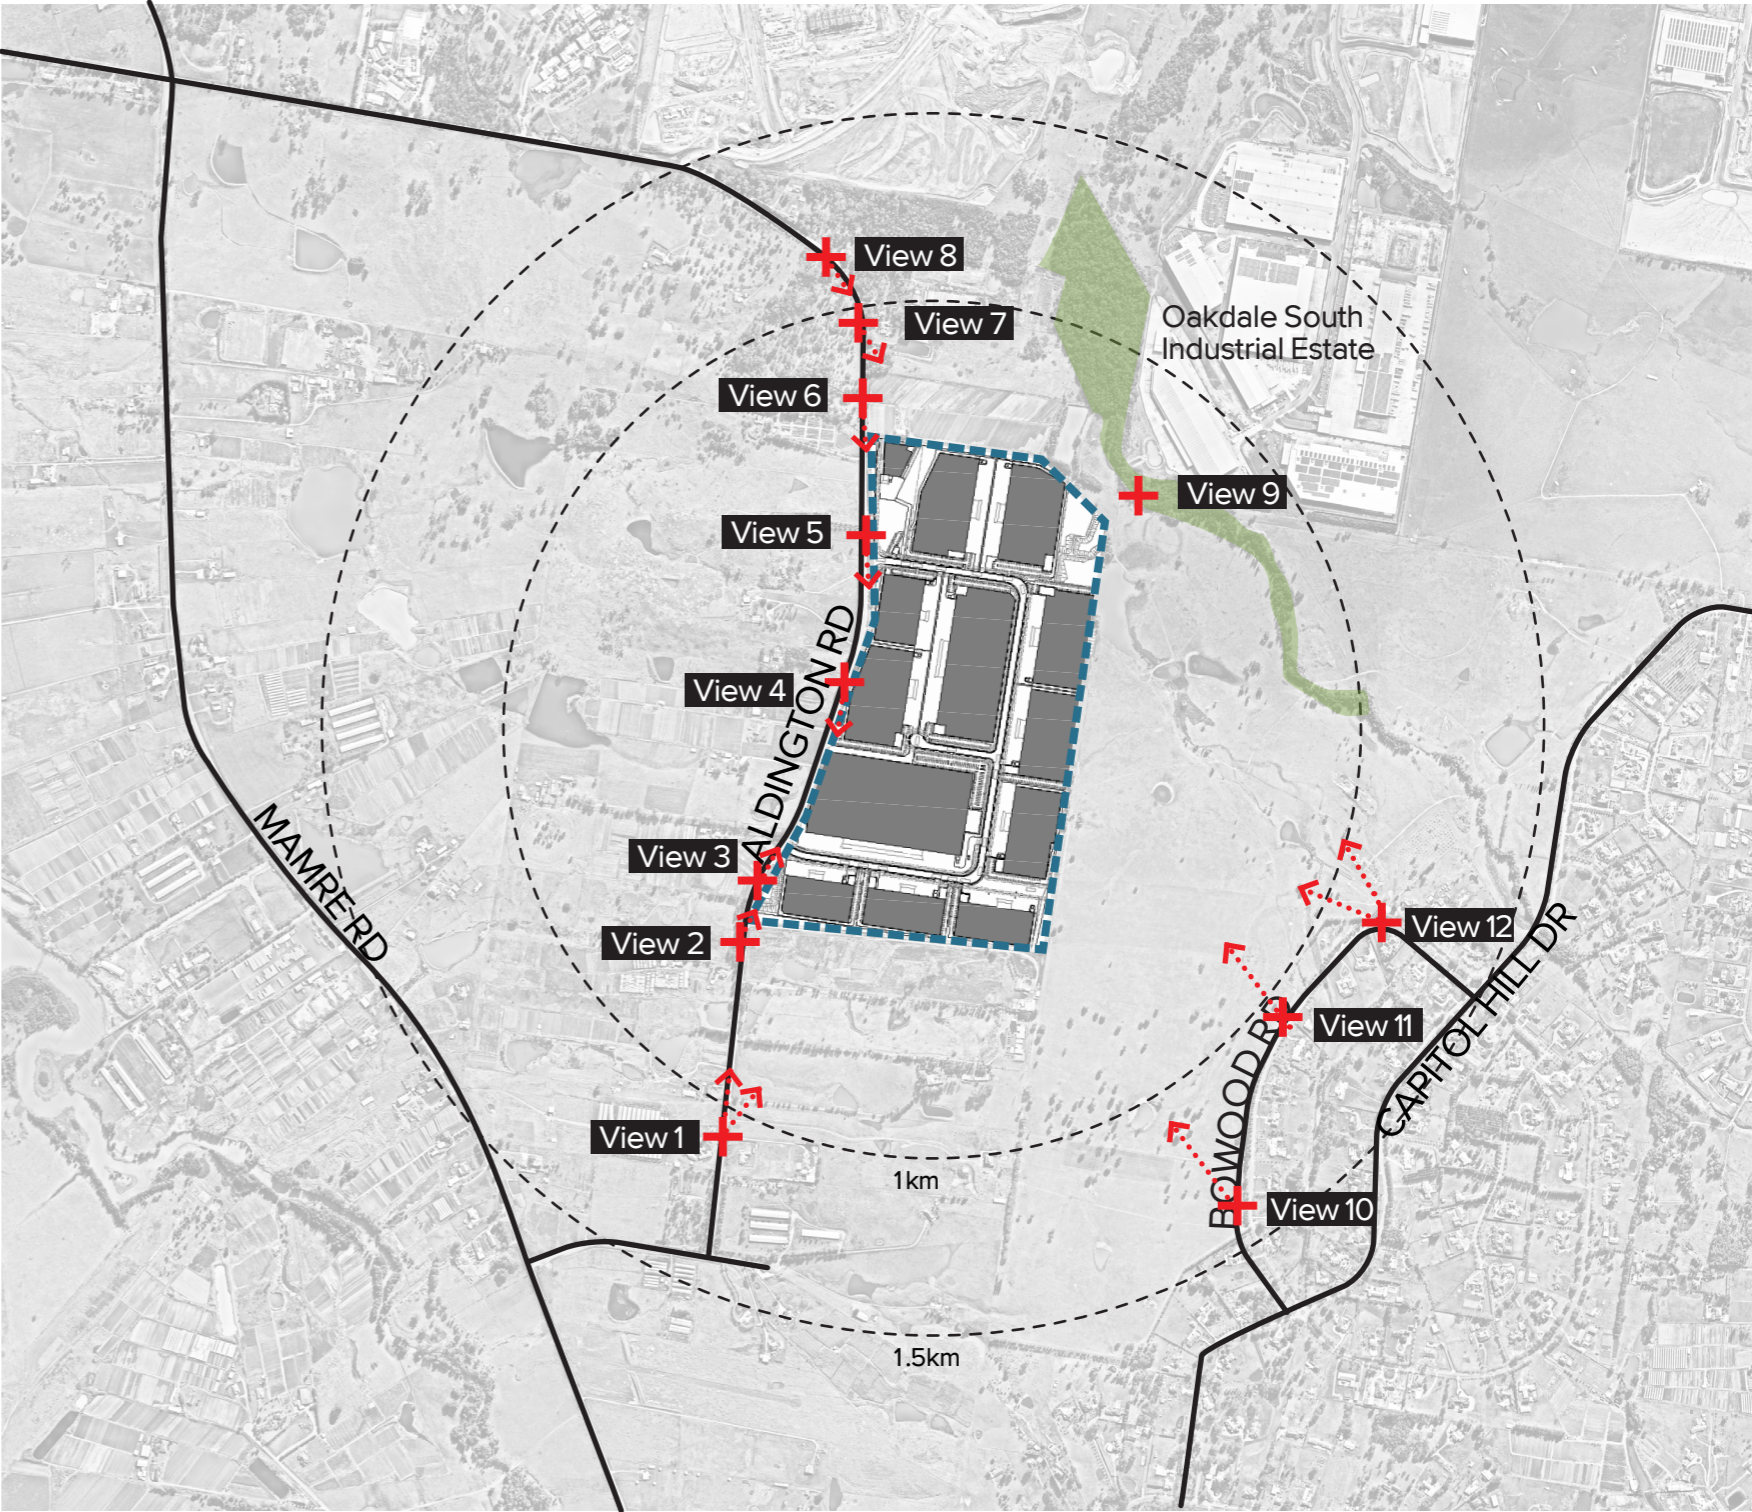 View 8
View 7
Oakdale South
Industrial Estate
View 6
View 9
View 5
ALDINGTON RD
View 4
MAMRE RD
View 3
View 12
View 2
View 11
CAPITOL HILL DR
BOWOOD RD
View 1
1km
View 10
1.5km